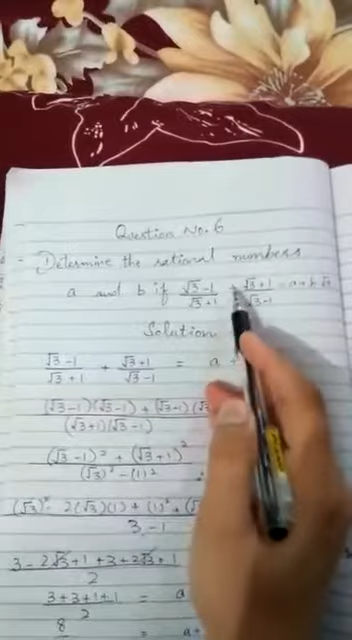 Question No. 6
- Determine the rational numbers
a and b if (√3-1)/(√3+1) + (√3+1)/(√3-1) = a + b √3
Solution
(√3-1)/(√3+1) + (√3+1)/(√3-1) = a +
((√3-1)(√3-1) + (√3-1)(√3)/((√3+1)(√3-1))
((√3-1)² + (√3+1)²)/((√3)² - (1)²)
((√3)² - 2(√3)(1) + (1)² + (√3)/(3-1)
(3 - 2√3 + 1 + 3 + 2√3 + 1)/2
(3+3+1+1)/2 = a
8 = a+